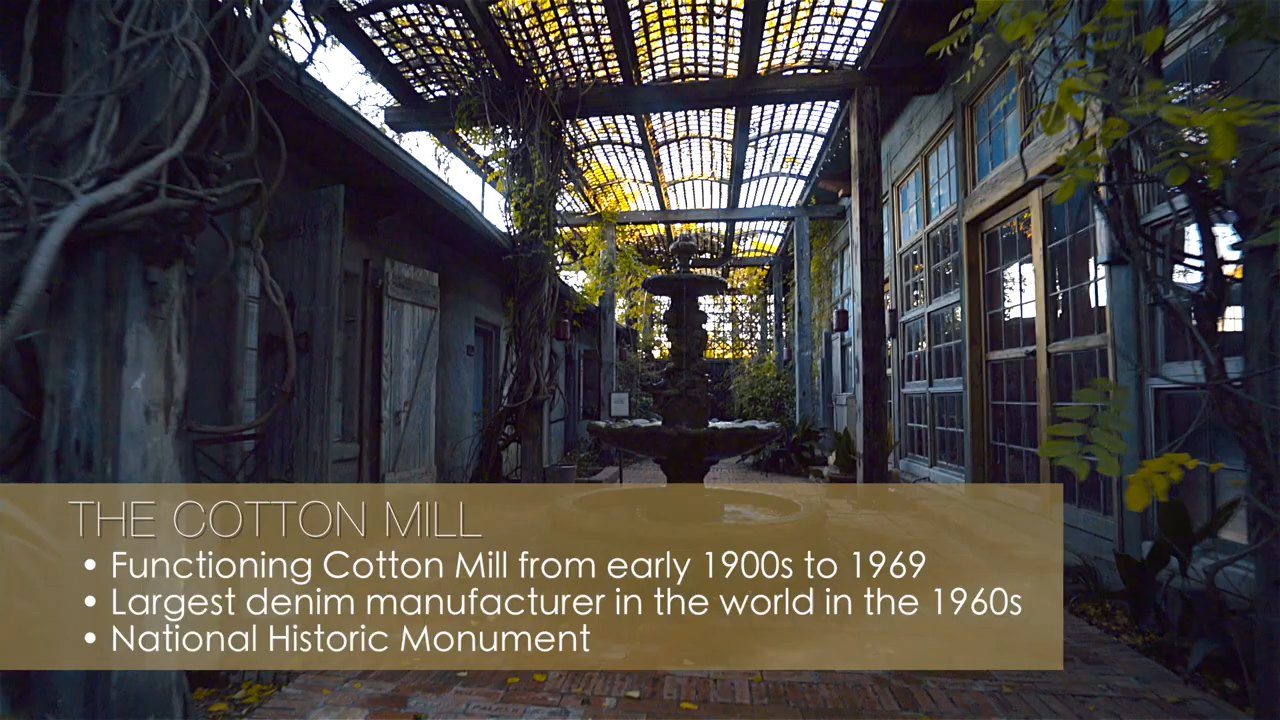 THE COTTON MILL
• Functioning Cotton Mill from early 1900s to 1969
• Largest denim manufacturer in the world in the 1960s
• National Historic Monument